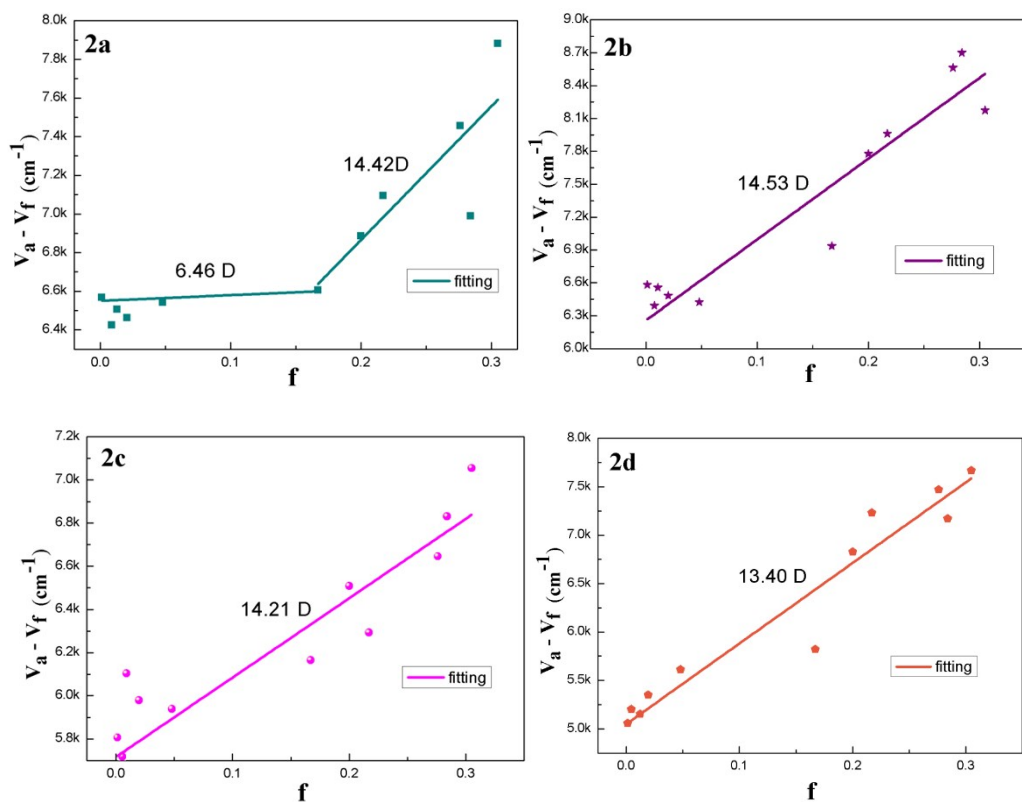 2a
8.0k
7.8k
7.6k
7.4k
7.2k
7.0k
6.8k
6.6k
6.4k
Va - Vf (cm-1)
14.42D
6.46 D
fitting
0.0 0.1 0.2 0.3
f
2b
9.0k
8.7k
8.4k
8.1k
7.8k
7.5k
7.2k
6.9k
6.6k
6.3k
6.0k
Va - Vf (cm-1)
14.53 D
fitting
0.0 0.1 0.2 0.3
f
2c
7.2k
7.0k
6.8k
6.6k
6.4k
6.2k
6.0k
5.8k
Va - Vf (cm-1)
14.21 D
fitting
0.0 0.1 0.2 0.3
f
2d
8.0k
7.5k
7.0k
6.5k
6.0k
5.5k
5.0k
Va - Vf (cm-1)
13.40 D
fitting
0.0 0.1 0.2 0.3
f